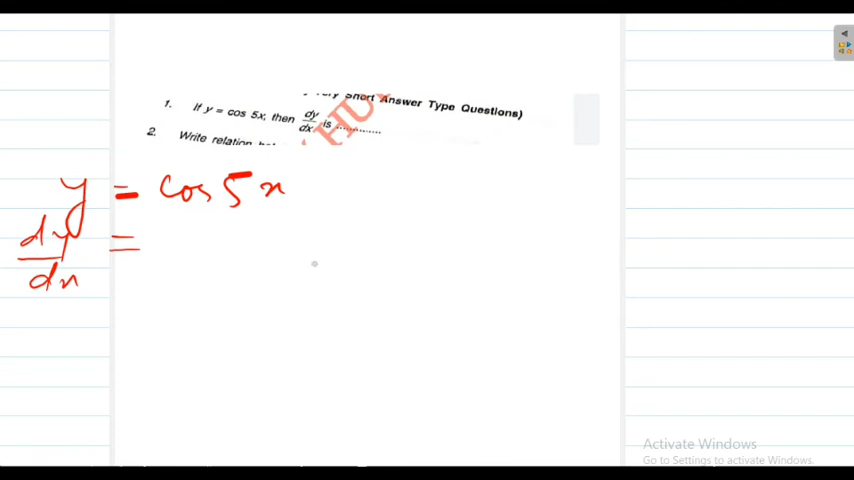 Very Short Answer Type Questions)
1. If y = cos 5x, then dy/dx is .............
2. Write relation
y = cos 5x
dy/dx =
Activate Windows
Go to Settings to activate Windows.